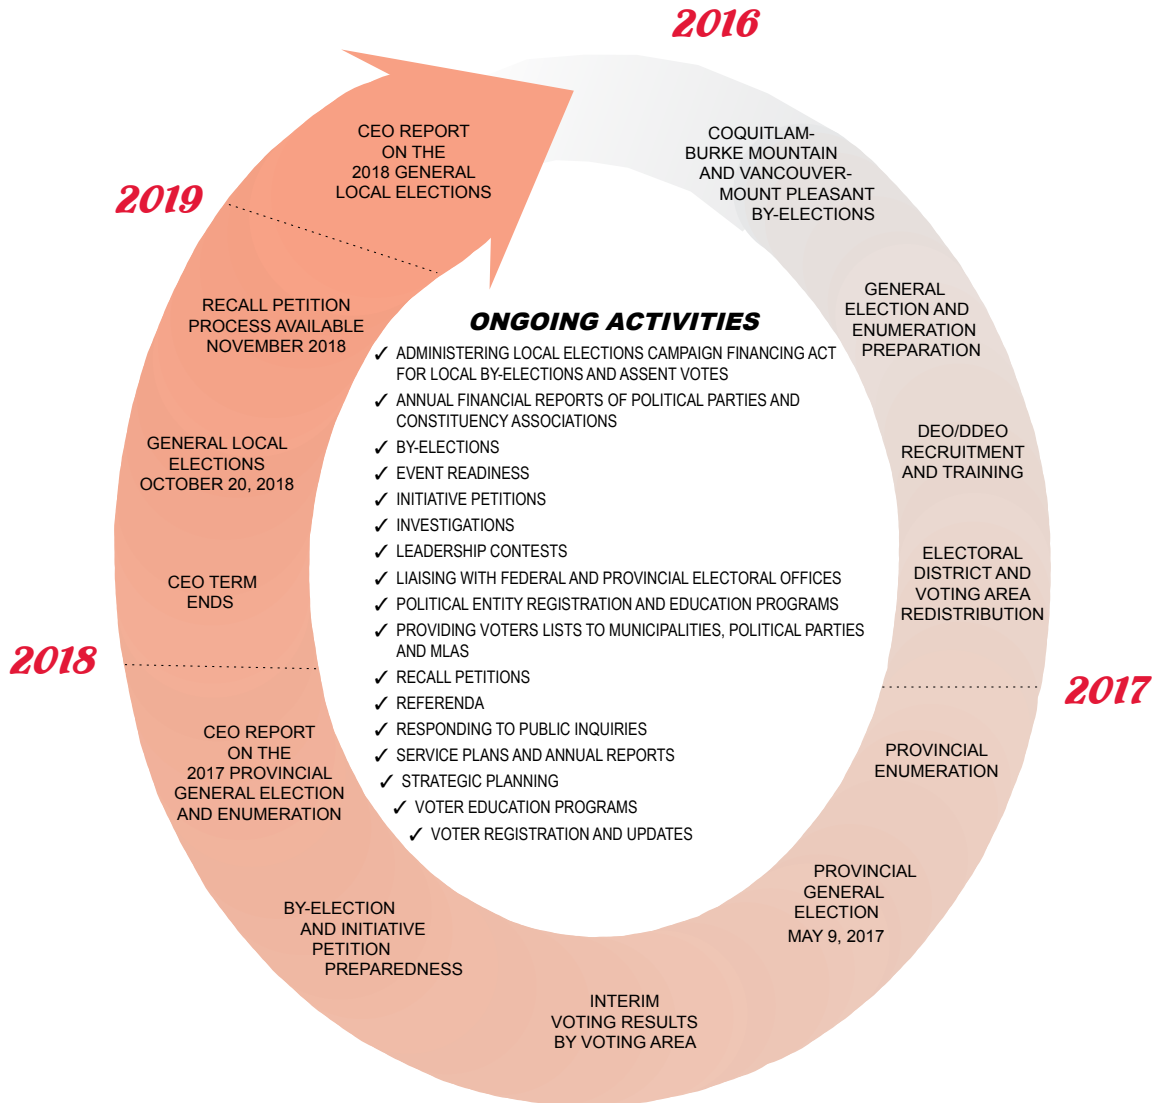 2016
COQUITLAM-
BURKE MOUNTAIN
AND VANCOUVER-
MOUNT PLEASANT
BY-ELECTIONS
GENERAL
ELECTION AND
ENUMERATION
PREPARATION
DEO/DDEO
RECRUITMENT
AND TRAINING
ELECTORAL
DISTRICT AND
VOTING AREA
REDISTRIBUTION
2017
PROVINCIAL
ENUMERATION
PROVINCIAL
GENERAL
ELECTION
MAY 9, 2017
INTERIM
VOTING RESULTS
BY VOTING AREA
BY-ELECTION
AND INITIATIVE
PETITION
PREPAREDNESS
CEO REPORT
ON THE
2017 PROVINCIAL
GENERAL ELECTION
AND ENUMERATION
2018
CEO TERM
ENDS
GENERAL LOCAL
ELECTIONS
OCTOBER 20, 2018
RECALL PETITION
PROCESS AVAILABLE
NOVEMBER 2018
2019
CEO REPORT
ON THE
2018 GENERAL
LOCAL ELECTIONS
ONGOING ACTIVITIES
✓ ADMINISTERING LOCAL ELECTIONS CAMPAIGN FINANCING ACT
FOR LOCAL BY-ELECTIONS AND ASSENT VOTES
✓ ANNUAL FINANCIAL REPORTS OF POLITICAL PARTIES AND
CONSTITUENCY ASSOCIATIONS
✓ BY-ELECTIONS
✓ EVENT READINESS
✓ INITIATIVE PETITIONS
✓ INVESTIGATIONS
✓ LEADERSHIP CONTESTS
✓ LIAISING WITH FEDERAL AND PROVINCIAL ELECTORAL OFFICES
✓ POLITICAL ENTITY REGISTRATION AND EDUCATION PROGRAMS
✓ PROVIDING VOTERS LISTS TO MUNICIPALITIES, POLITICAL PARTIES
AND MLAS
✓ RECALL PETITIONS
✓ REFERENDA
✓ RESPONDING TO PUBLIC INQUIRIES
✓ SERVICE PLANS AND ANNUAL REPORTS
✓ STRATEGIC PLANNING
✓ VOTER EDUCATION PROGRAMS
✓ VOTER REGISTRATION AND UPDATES